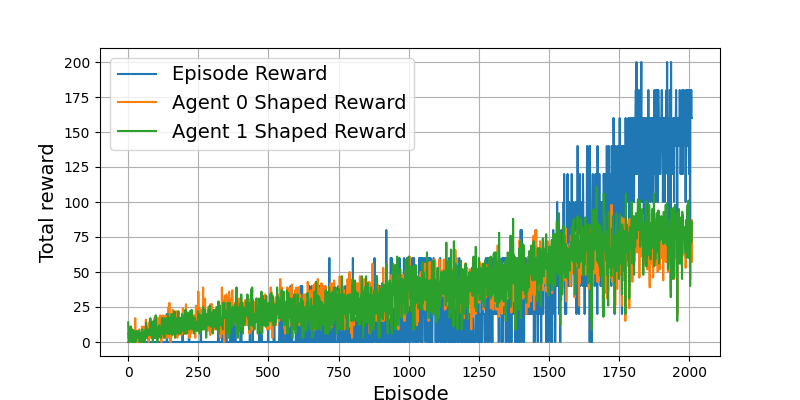 200
175
150
125
100
75
50
25
0
Total reward
Episode Reward
Agent 0 Shaped Reward
Agent 1 Shaped Reward
0 250 500 750 1000 1250 1500 1750 2000
Episode